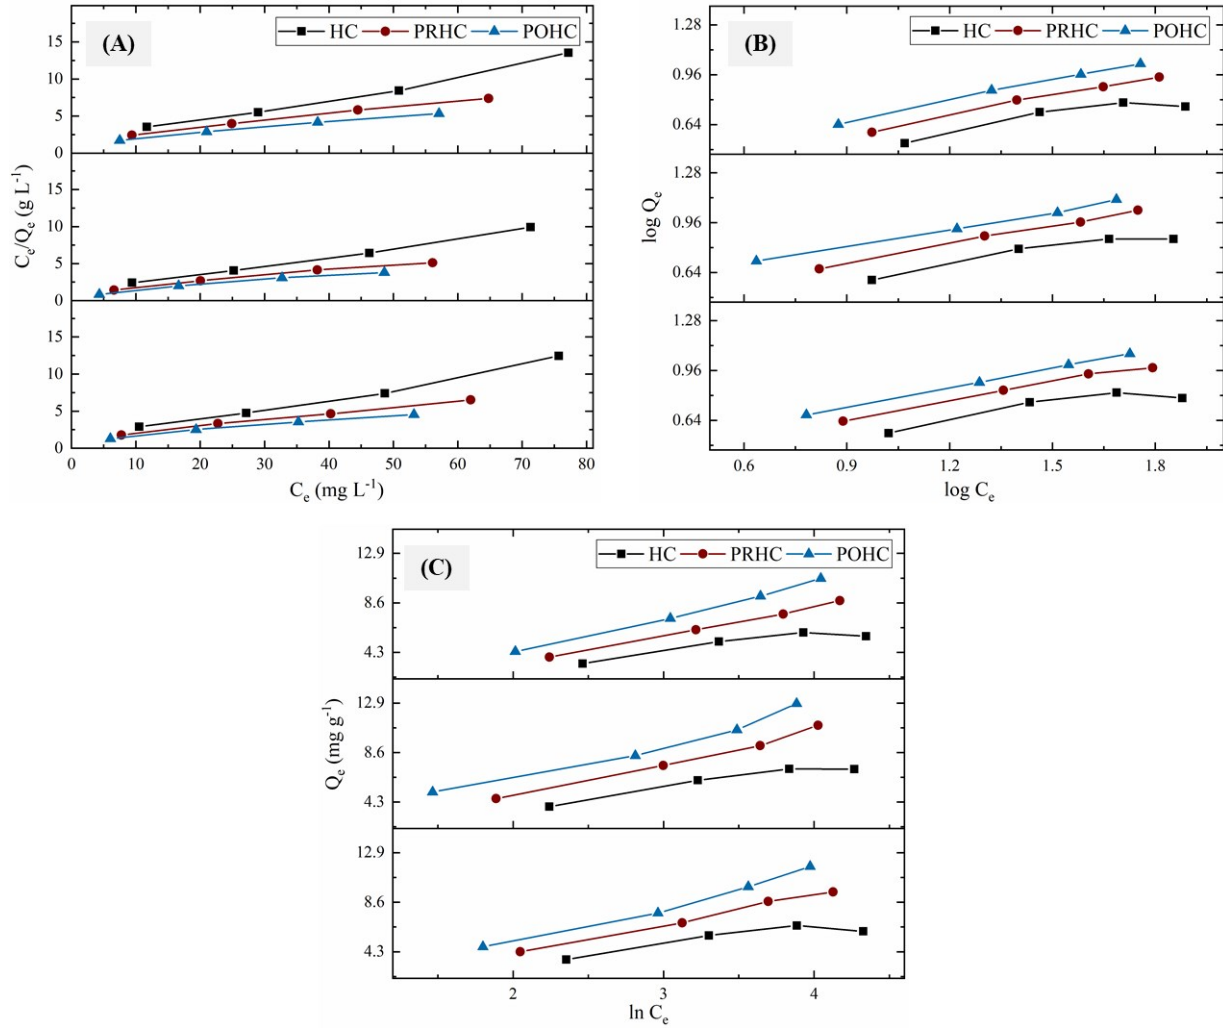 (A)
HC PRHC POHC
15
10
5
0
15
10
5
0
15
10
5
0
0 10 20 30 40 50 60 70 80
Cₑ/Qₑ (g L⁻¹)
Cₑ (mg L⁻¹)
(B)
HC PRHC POHC
1.28
0.96
0.64
1.28
0.96
0.64
1.28
0.96
0.64
0.6 0.9 1.2 1.5 1.8
log Qₑ
log Cₑ
(C)
HC PRHC POHC
12.9
8.6
4.3
12.9
8.6
4.3
12.9
8.6
4.3
2 3 4
Qₑ (mg g⁻¹)
ln Cₑ